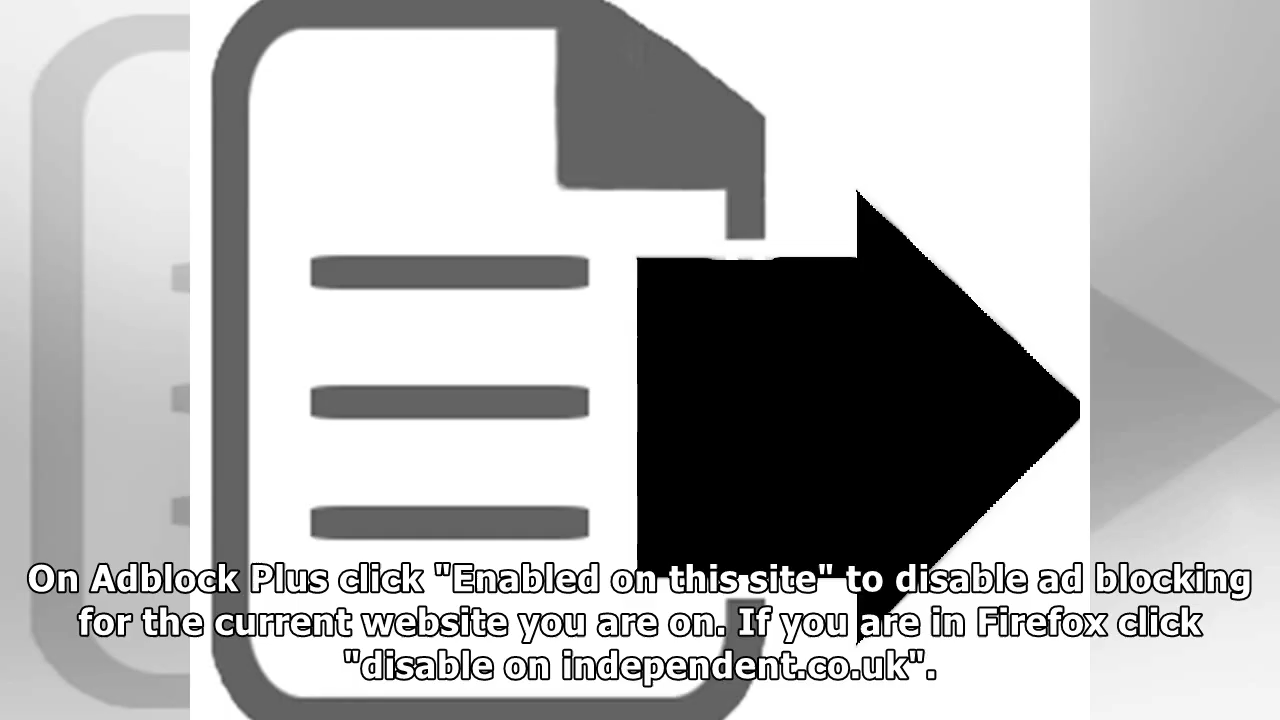 On Adblock Plus click "Enabled on this site" to disable ad blocking
for the current website you are on. If you are in Firefox click
"disable on independent.co.uk".